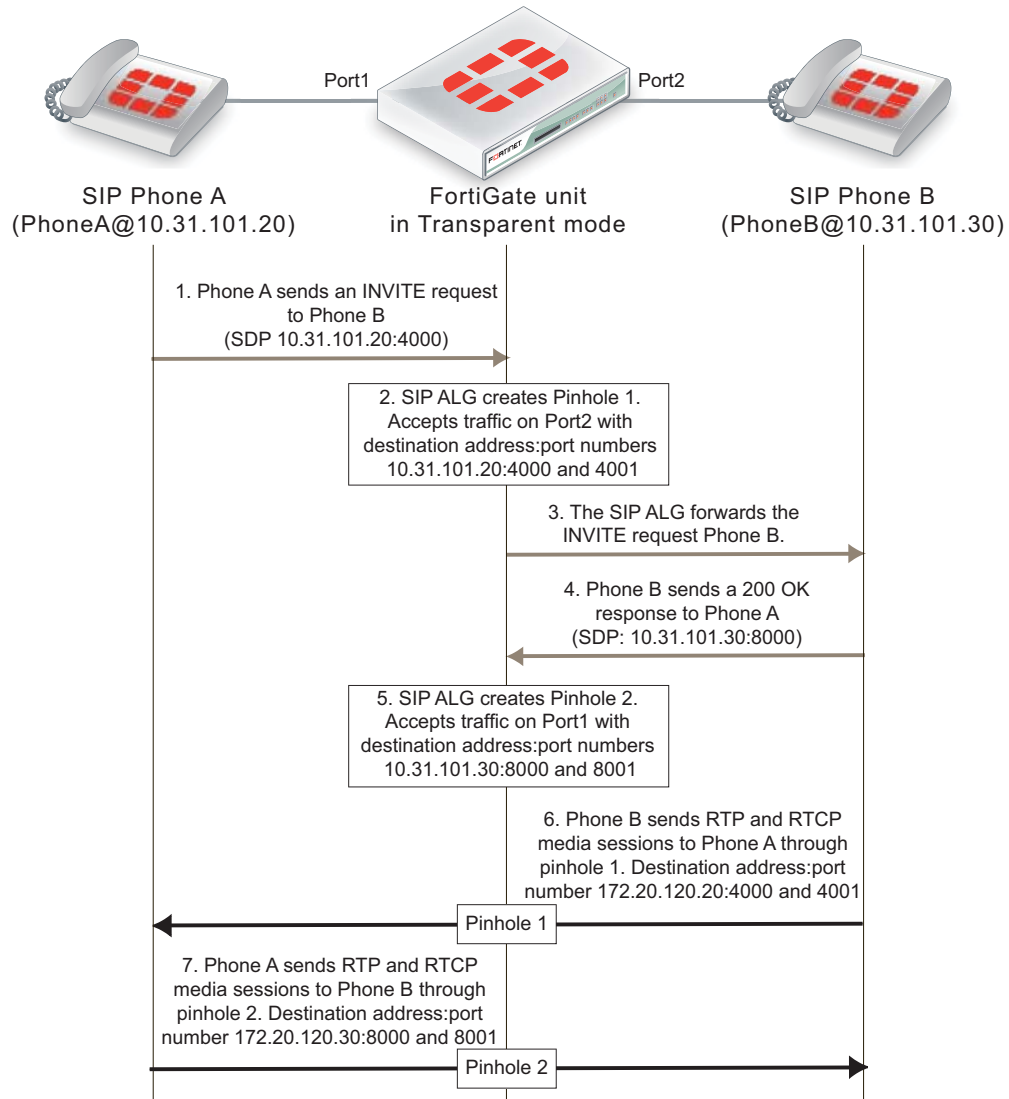 Port1
Port2
FORTINET
SIP Phone A
(PhoneA@10.31.101.20)
FortiGate unit
in Transparent mode
SIP Phone B
(PhoneB@10.31.101.30)
1. Phone A sends an INVITE request
to Phone B
(SDP 10.31.101.20:4000)
2. SIP ALG creates Pinhole 1.
Accepts traffic on Port2 with
destination address:port numbers
10.31.101.20:4000 and 4001
3. The SIP ALG forwards the
INVITE request Phone B.
4. Phone B sends a 200 OK
response to Phone A
(SDP: 10.31.101.30:8000)
5. SIP ALG creates Pinhole 2.
Accepts traffic on Port1 with
destination address:port numbers
10.31.101.30:8000 and 8001
6. Phone B sends RTP and RTCP
media sessions to Phone A through
pinhole 1. Destination address:port
number 172.20.120.20:4000 and 4001
Pinhole 1
7. Phone A sends RTP and RTCP
media sessions to Phone B through
pinhole 2. Destination address:port
number 172.20.120.30:8000 and 8001
Pinhole 2